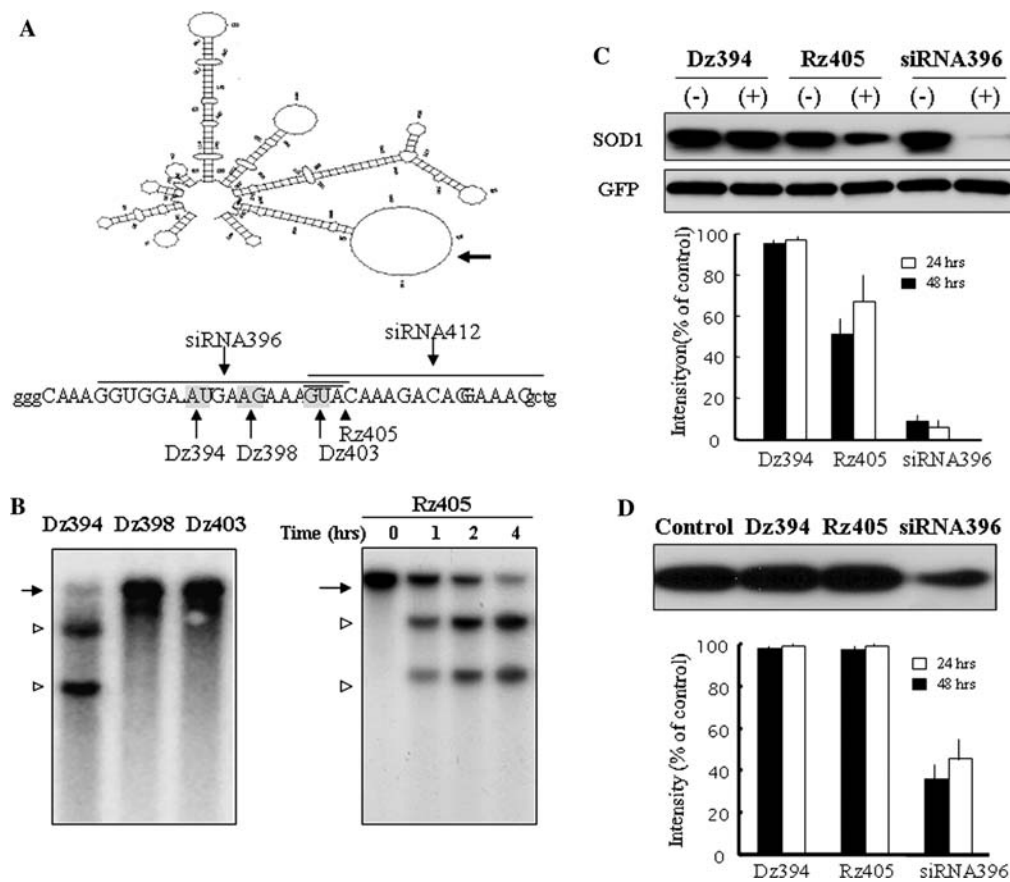 A
siRNA396
siRNA412
gggCAAAGGUGGAAUGAAGAAAGUACAAAGACAGGAAACgctg
Dz394
Dz398
Dz403
Rz405
B
Dz394 Dz398 Dz403
Rz405
Time (hrs) 0 1 2 4
C
Dz394 Rz405 siRNA396
(-) (+) (-) (+) (-) (+)
SOD1
GFP
Intensityon(% of control)
100
80
60
40
20
0
24 hrs
48 hrs
Dz394 Rz405 siRNA396
D
Control Dz394 Rz405 siRNA396
Intensity (% of control)
100
80
60
40
20
0
24 hrs
48 hrs
Dz394 Rz405 siRNA396